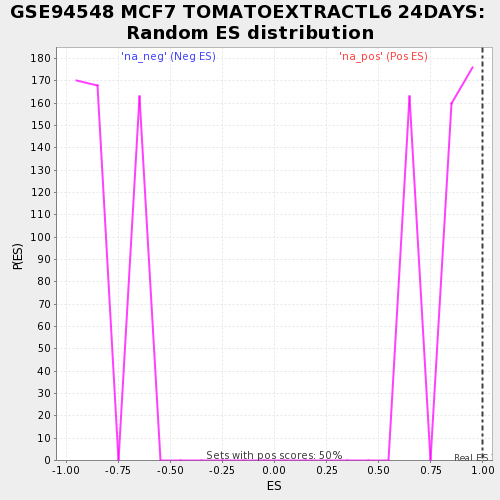 GSE94548 MCF7 TOMATOEXTRACTL6 24DAYS:
Random ES distribution
'na_neg' (Neg ES)
'na_pos' (Pos ES)
180
170
160
150
140
130
120
110
100
90
80
70
60
50
40
30
20
10
0
P(ES)
Sets with pos scores: 50%
Real ES
-1.00 -0.75 -0.50 -0.25 0.00 0.25 0.50 0.75 1.00
ES